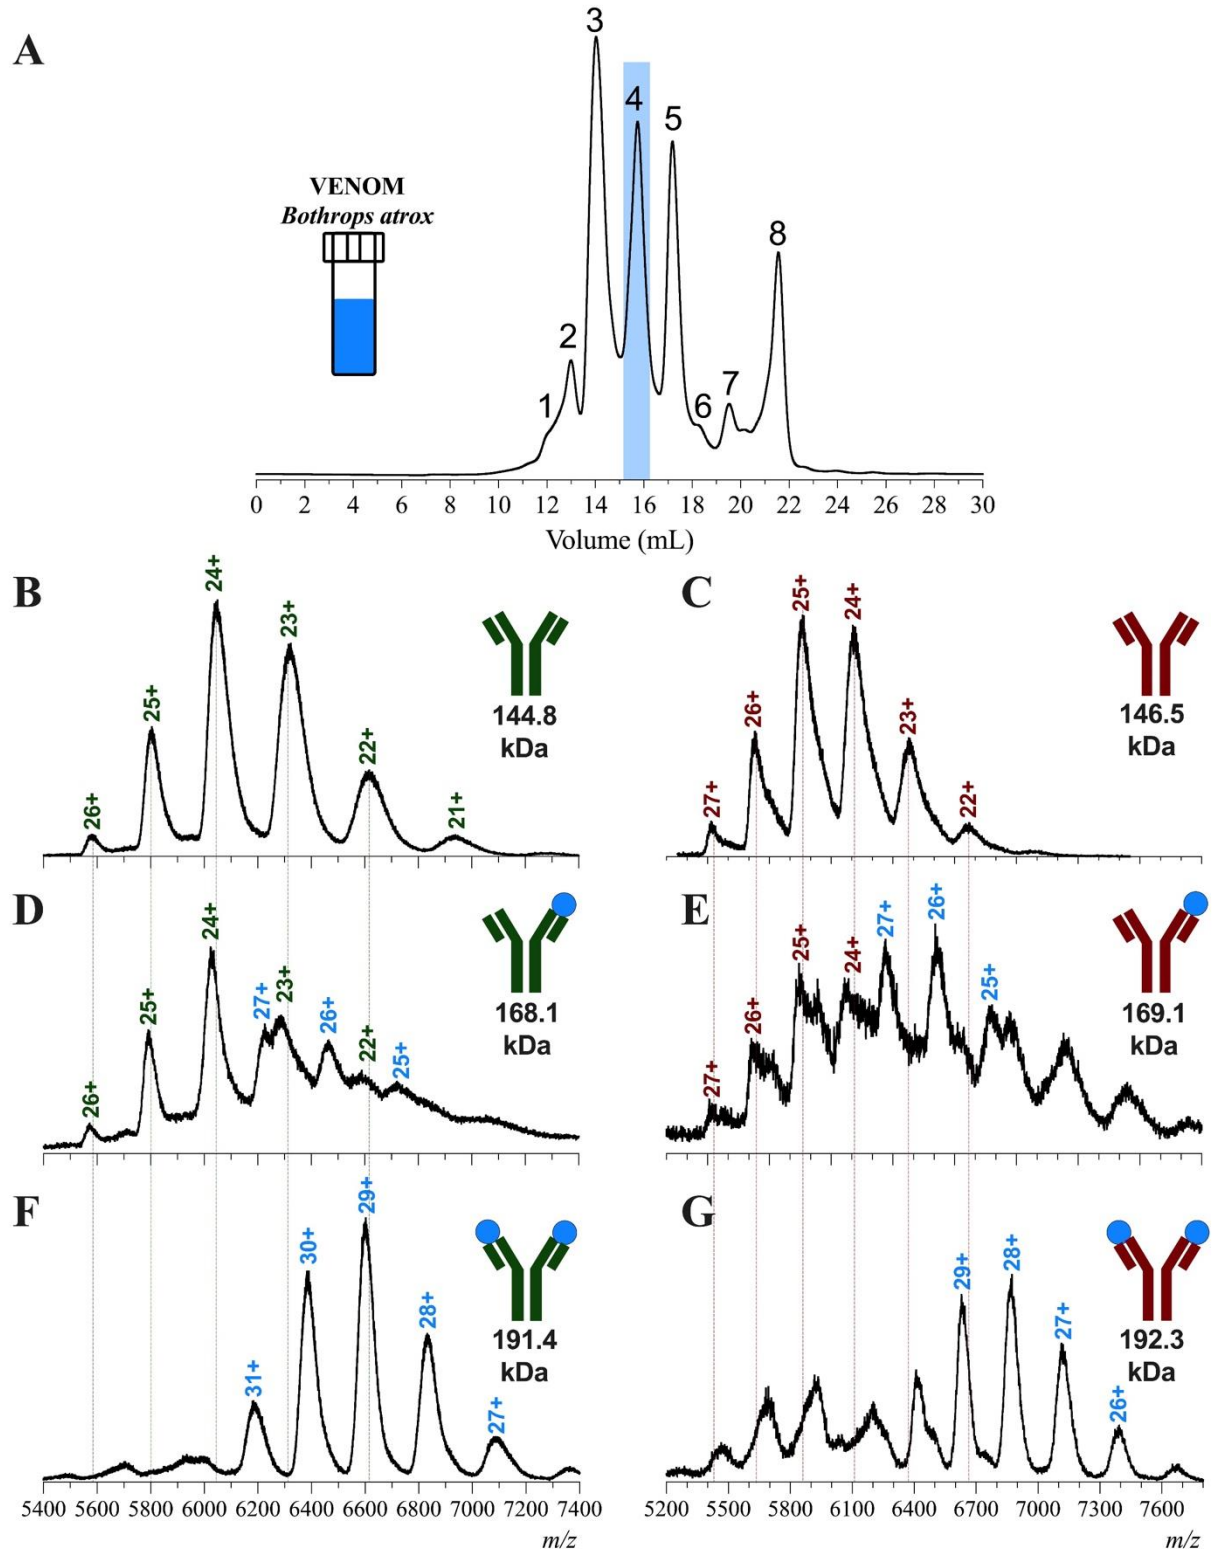 A
3
4
5
8
2
7
1
6
VENOM
Bothrops atrox
0 2 4 6 8 10 12 14 16 18 20 22 24 26 28 30
Volume (mL)
B
26+ 25+ 24+ 23+ 22+ 21+
144.8
kDa
C
27+ 26+ 25+ 24+ 23+ 22+
146.5
kDa
D
26+ 25+ 24+ 27+ 23+ 26+ 22+ 25+
168.1
kDa
E
27+ 26+ 25+ 24+ 27+ 26+ 25+
169.1
kDa
F
31+ 30+ 29+ 28+ 27+
191.4
kDa
5400 5600 5800 6000 6200 6400 6600 6800 7000 7200 7400
m/z
G
29+ 28+ 27+ 26+
192.3
kDa
5200 5500 5800 6100 6400 6700 7000 7300 7600
m/z